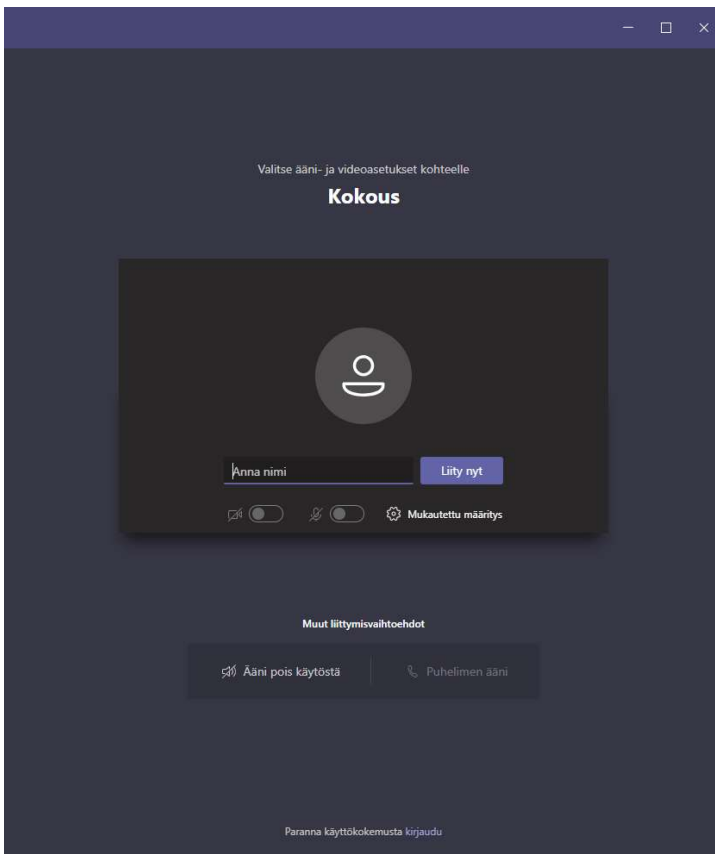 Valitse ääni- ja videoasetukset kohteelle
Kokous
Anna nimi
Liity nyt
Mukautettu määritys
Muut liittymisvaihtoehdot
Ääni pois käytöstä
Puhelimen ääni
Paranna käyttökokemusta kirjaudu